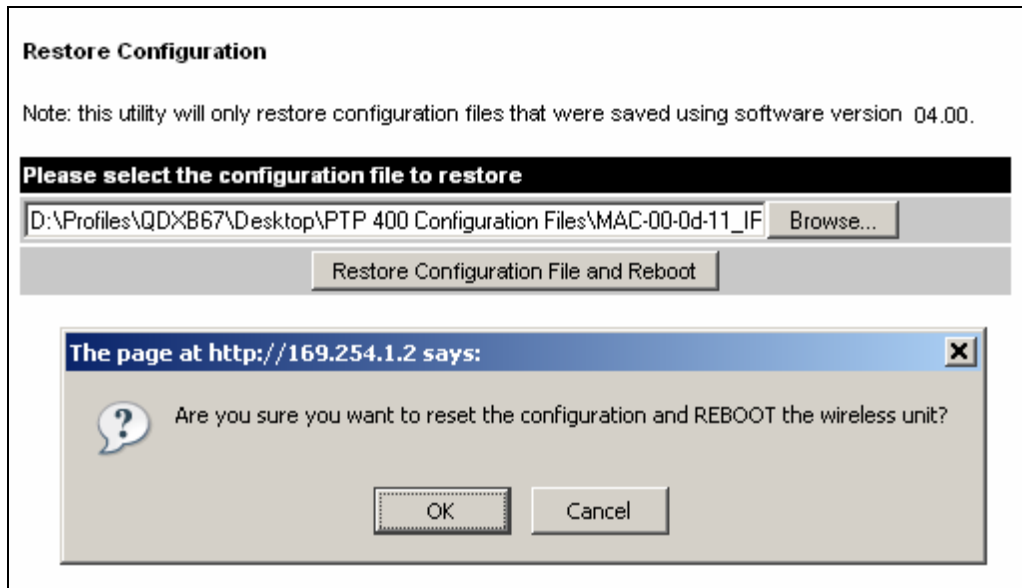 Restore Configuration
Note: this utility will only restore configuration files that were saved using software version 04.00.
Please select the configuration file to restore
D:\Profiles\QDXB67\Desktop\PTP 400 Configuration Files\MAC-00-0d-11_IF Browse...
Restore Configuration File and Reboot
The page at http://169.254.1.2 says:
Are you sure you want to reset the configuration and REBOOT the wireless unit?
OK Cancel